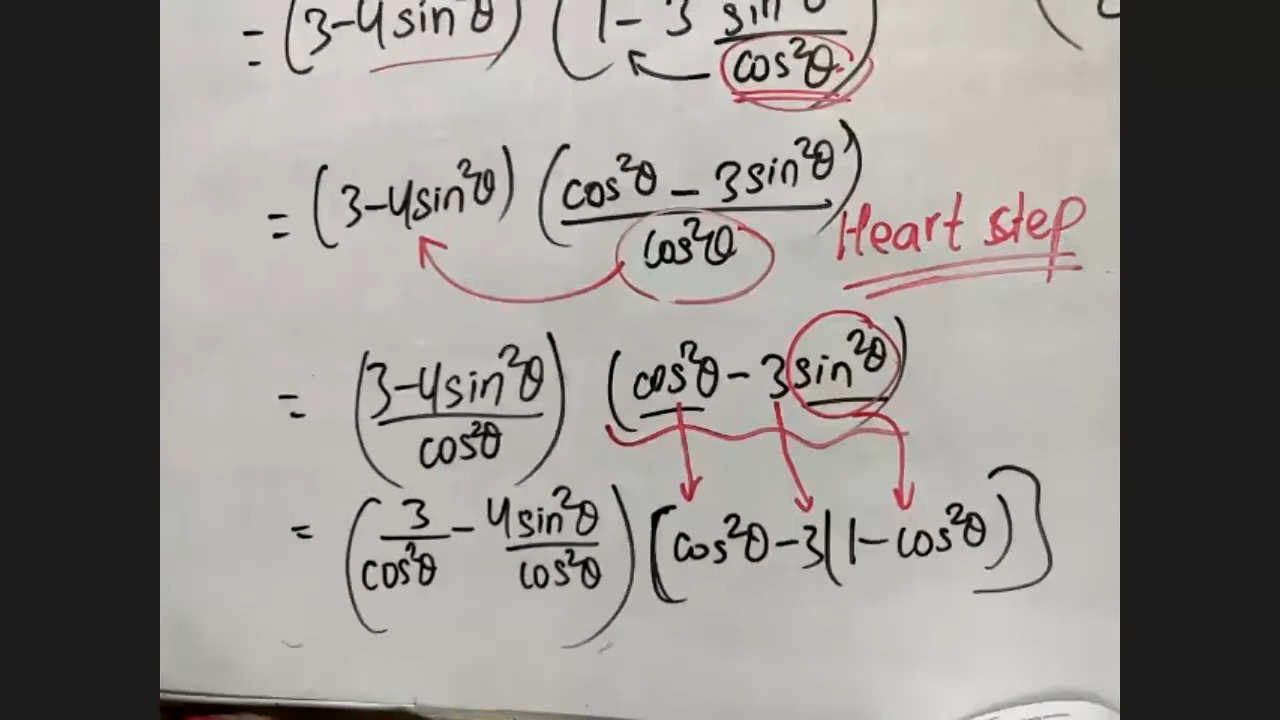 = (3-4sin²θ) (1-3 sin²θ/cos²θ)
= (3-4sin²θ) (cos²θ - 3sin²θ/cos²θ)
Heart step
= (3-4sin²θ/cos²θ) (cos²θ - 3sin²θ)
= (3/cos²θ - 4sin²θ/cos²θ) [cos²θ-3(1-cos²θ)]